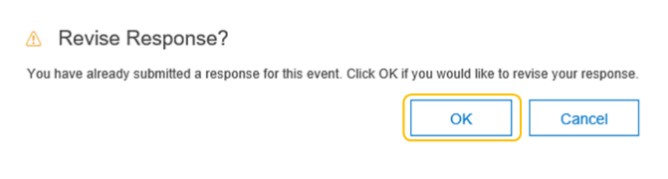 Revise Response?
You have already submitted a response for this event. Click OK if you would like to revise your response.
OK
Cancel